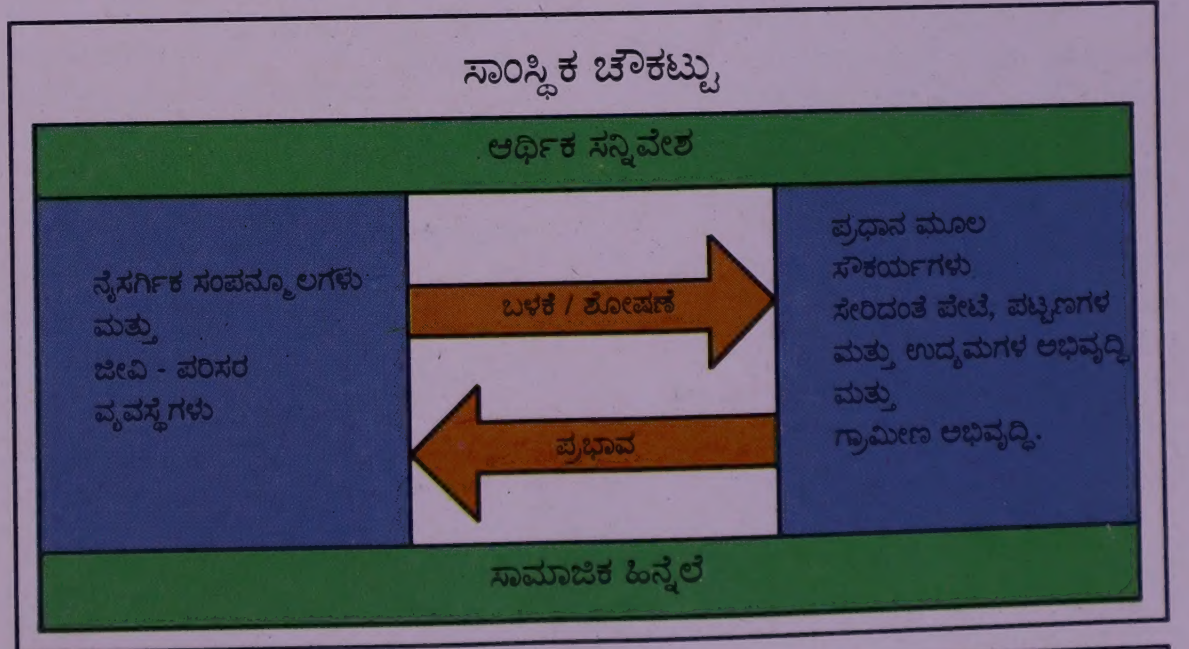 ಸಾಂಸ್ಥಿಕ ಚೌಕಟ್ಟು
ಆರ್ಥಿಕ ಸನ್ನಿವೇಶ
ನೈಸರ್ಗಿಕ ಸಂಪನ್ಮೂಲಗಳು
ಮತ್ತು
ಜೀವಿ - ಪರಿಸರ
ವ್ಯವಸ್ಥೆಗಳು
ಬಳಕೆ / ಶೋಷಣೆ
ಪ್ರಭಾವ
ಪ್ರಧಾನ ಮೂಲ
ಸೌಕರ್ಯಗಳು
ಸೇರಿದಂತೆ ಪೇಟೆ, ಪಟ್ಟಣಗಳ
ಮತ್ತು ಉದ್ಯಮಗಳ ಅಭಿವೃದ್ಧಿ
ಮತ್ತು
ಗ್ರಾಮೀಣ ಅಭಿವೃದ್ಧಿ.
ಸಾಮಾಜಿಕ ಹಿನ್ನೆಲೆ